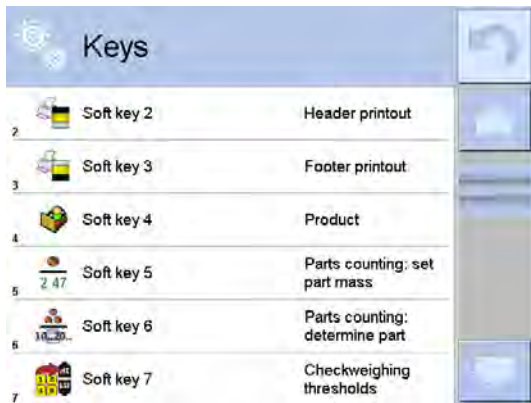 Keys
2 Soft key 2 Header printout
3 Soft key 3 Footer printout
4 Soft key 4 Product
2 47
5 Soft key 5 Parts counting: set
part mass
6 Soft key 6 Parts counting:
determine part
10..20..
7 Soft key 7 Checkweighing
thresholds